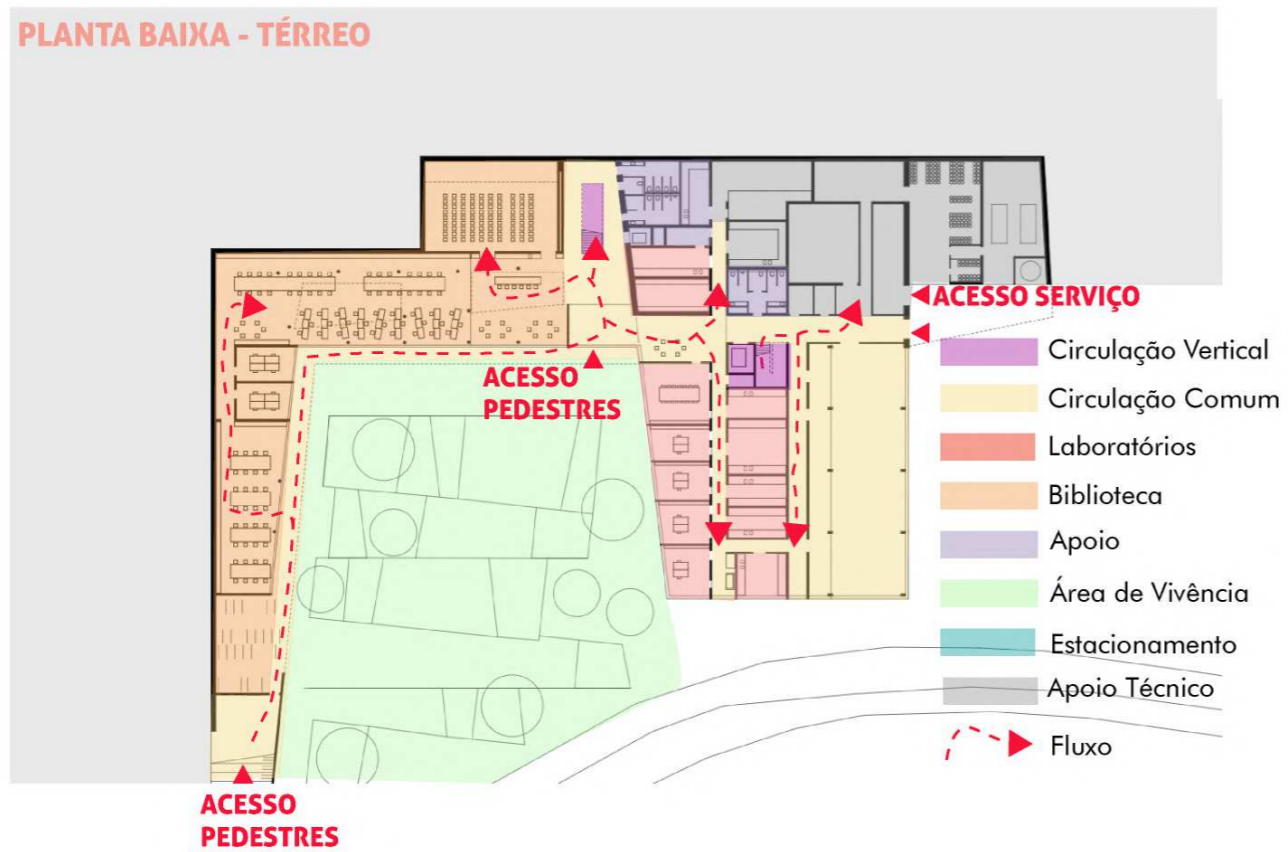 PLANTA BAIXA - TÉRREO
ACESSO SERVIÇO
ACESSO
PEDESTRES
Circulação Vertical
Circulação Comum
Laboratórios
Biblioteca
Apoio
Área de Vivência
Estacionamento
Apoio Técnico
Fluxo
ACESSO
PEDESTRES